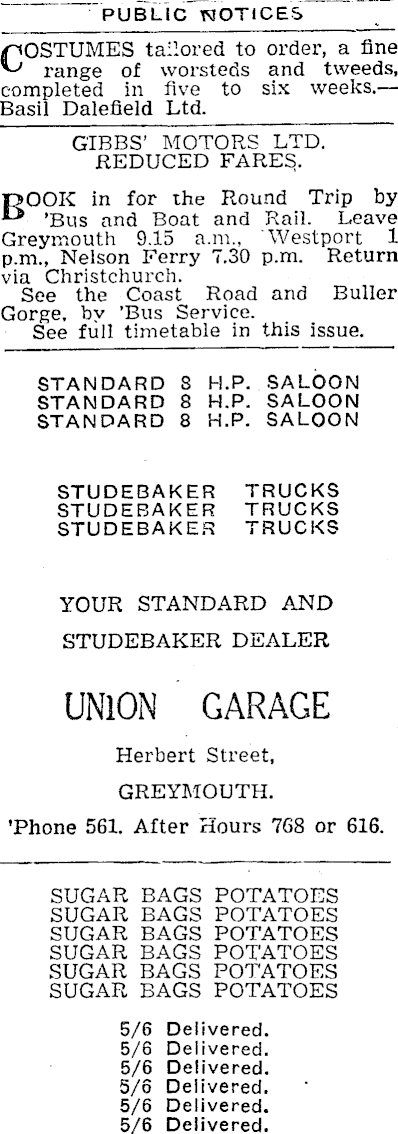 PUBLIC NOTICES
COSTUMES tailored to order, a fine
range of worsteds and tweeds,
completed in five to six weeks.—
Basil Dalefield Ltd.
GIBBS' MOTORS LTD.
REDUCED FARES.
BOOK in for the Round Trip by
'Bus and Boat and Rail. Leave
Greymouth 9.15 a.m., Westport 1
p.m., Nelson Ferry 7.30 p.m. Return
via Christchurch.
See the Coast Road and Buller
Gorge, by 'Bus Service.
See full timetable in this issue.
STANDARD 8 H.P. SALOON
STANDARD 8 H.P. SALOON
STANDARD 8 H.P. SALOON
STUDEBAKER TRUCKS
STUDEBAKER TRUCKS
STUDEBAKER TRUCKS
YOUR STANDARD AND
STUDEBAKER DEALER
UNION GARAGE
Herbert Street,
GREYMOUTH.
'Phone 561. After Hours 768 or 616.
SUGAR BAGS POTATOES
SUGAR BAGS POTATOES
SUGAR BAGS POTATOES
SUGAR BAGS POTATOES
SUGAR BAGS POTATOES
SUGAR BAGS POTATOES
5/6 Delivered.
5/6 Delivered.
5/6 Delivered.
5/6 Delivered.
5/6 Delivered.
5/6 Delivered.